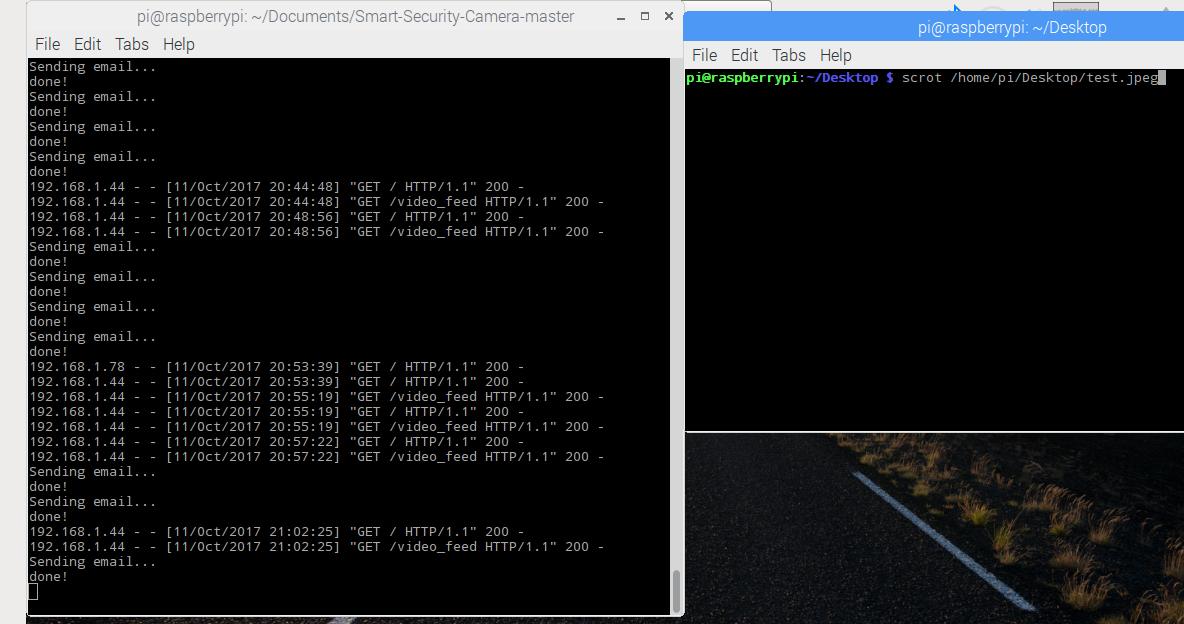 pi@raspberrypi: ~/Documents/Smart-Security-Camera-master
File Edit Tabs Help
Sending email...
done!
Sending email...
done!
Sending email...
done!
Sending email...
done!
192.168.1.44 - - [11/Oct/2017 20:44:48] "GET / HTTP/1.1" 200 -
192.168.1.44 - - [11/Oct/2017 20:44:48] "GET /video_feed HTTP/1.1" 200 -
192.168.1.44 - - [11/Oct/2017 20:48:56] "GET / HTTP/1.1" 200 -
192.168.1.44 - - [11/Oct/2017 20:48:56] "GET /video_feed HTTP/1.1" 200 -
Sending email...
done!
Sending email...
done!
Sending email...
done!
Sending email...
done!
192.168.1.78 - - [11/Oct/2017 20:53:39] "GET / HTTP/1.1" 200 -
192.168.1.44 - - [11/Oct/2017 20:53:39] "GET / HTTP/1.1" 200 -
192.168.1.44 - - [11/Oct/2017 20:55:19] "GET /video_feed HTTP/1.1" 200 -
192.168.1.44 - - [11/Oct/2017 20:55:19] "GET / HTTP/1.1" 200 -
192.168.1.44 - - [11/Oct/2017 20:55:19] "GET /video_feed HTTP/1.1" 200 -
192.168.1.44 - - [11/Oct/2017 20:57:22] "GET / HTTP/1.1" 200 -
192.168.1.44 - - [11/Oct/2017 20:57:22] "GET /video_feed HTTP/1.1" 200 -
Sending email...
done!
Sending email...
done!
192.168.1.44 - - [11/Oct/2017 21:02:25] "GET / HTTP/1.1" 200 -
192.168.1.44 - - [11/Oct/2017 21:02:25] "GET /video_feed HTTP/1.1" 200 -
Sending email...
done!
pi@raspberrypi: ~/Desktop
File Edit Tabs Help
pi@raspberrypi:~/Desktop $ scrot /home/pi/Desktop/test.jpeg